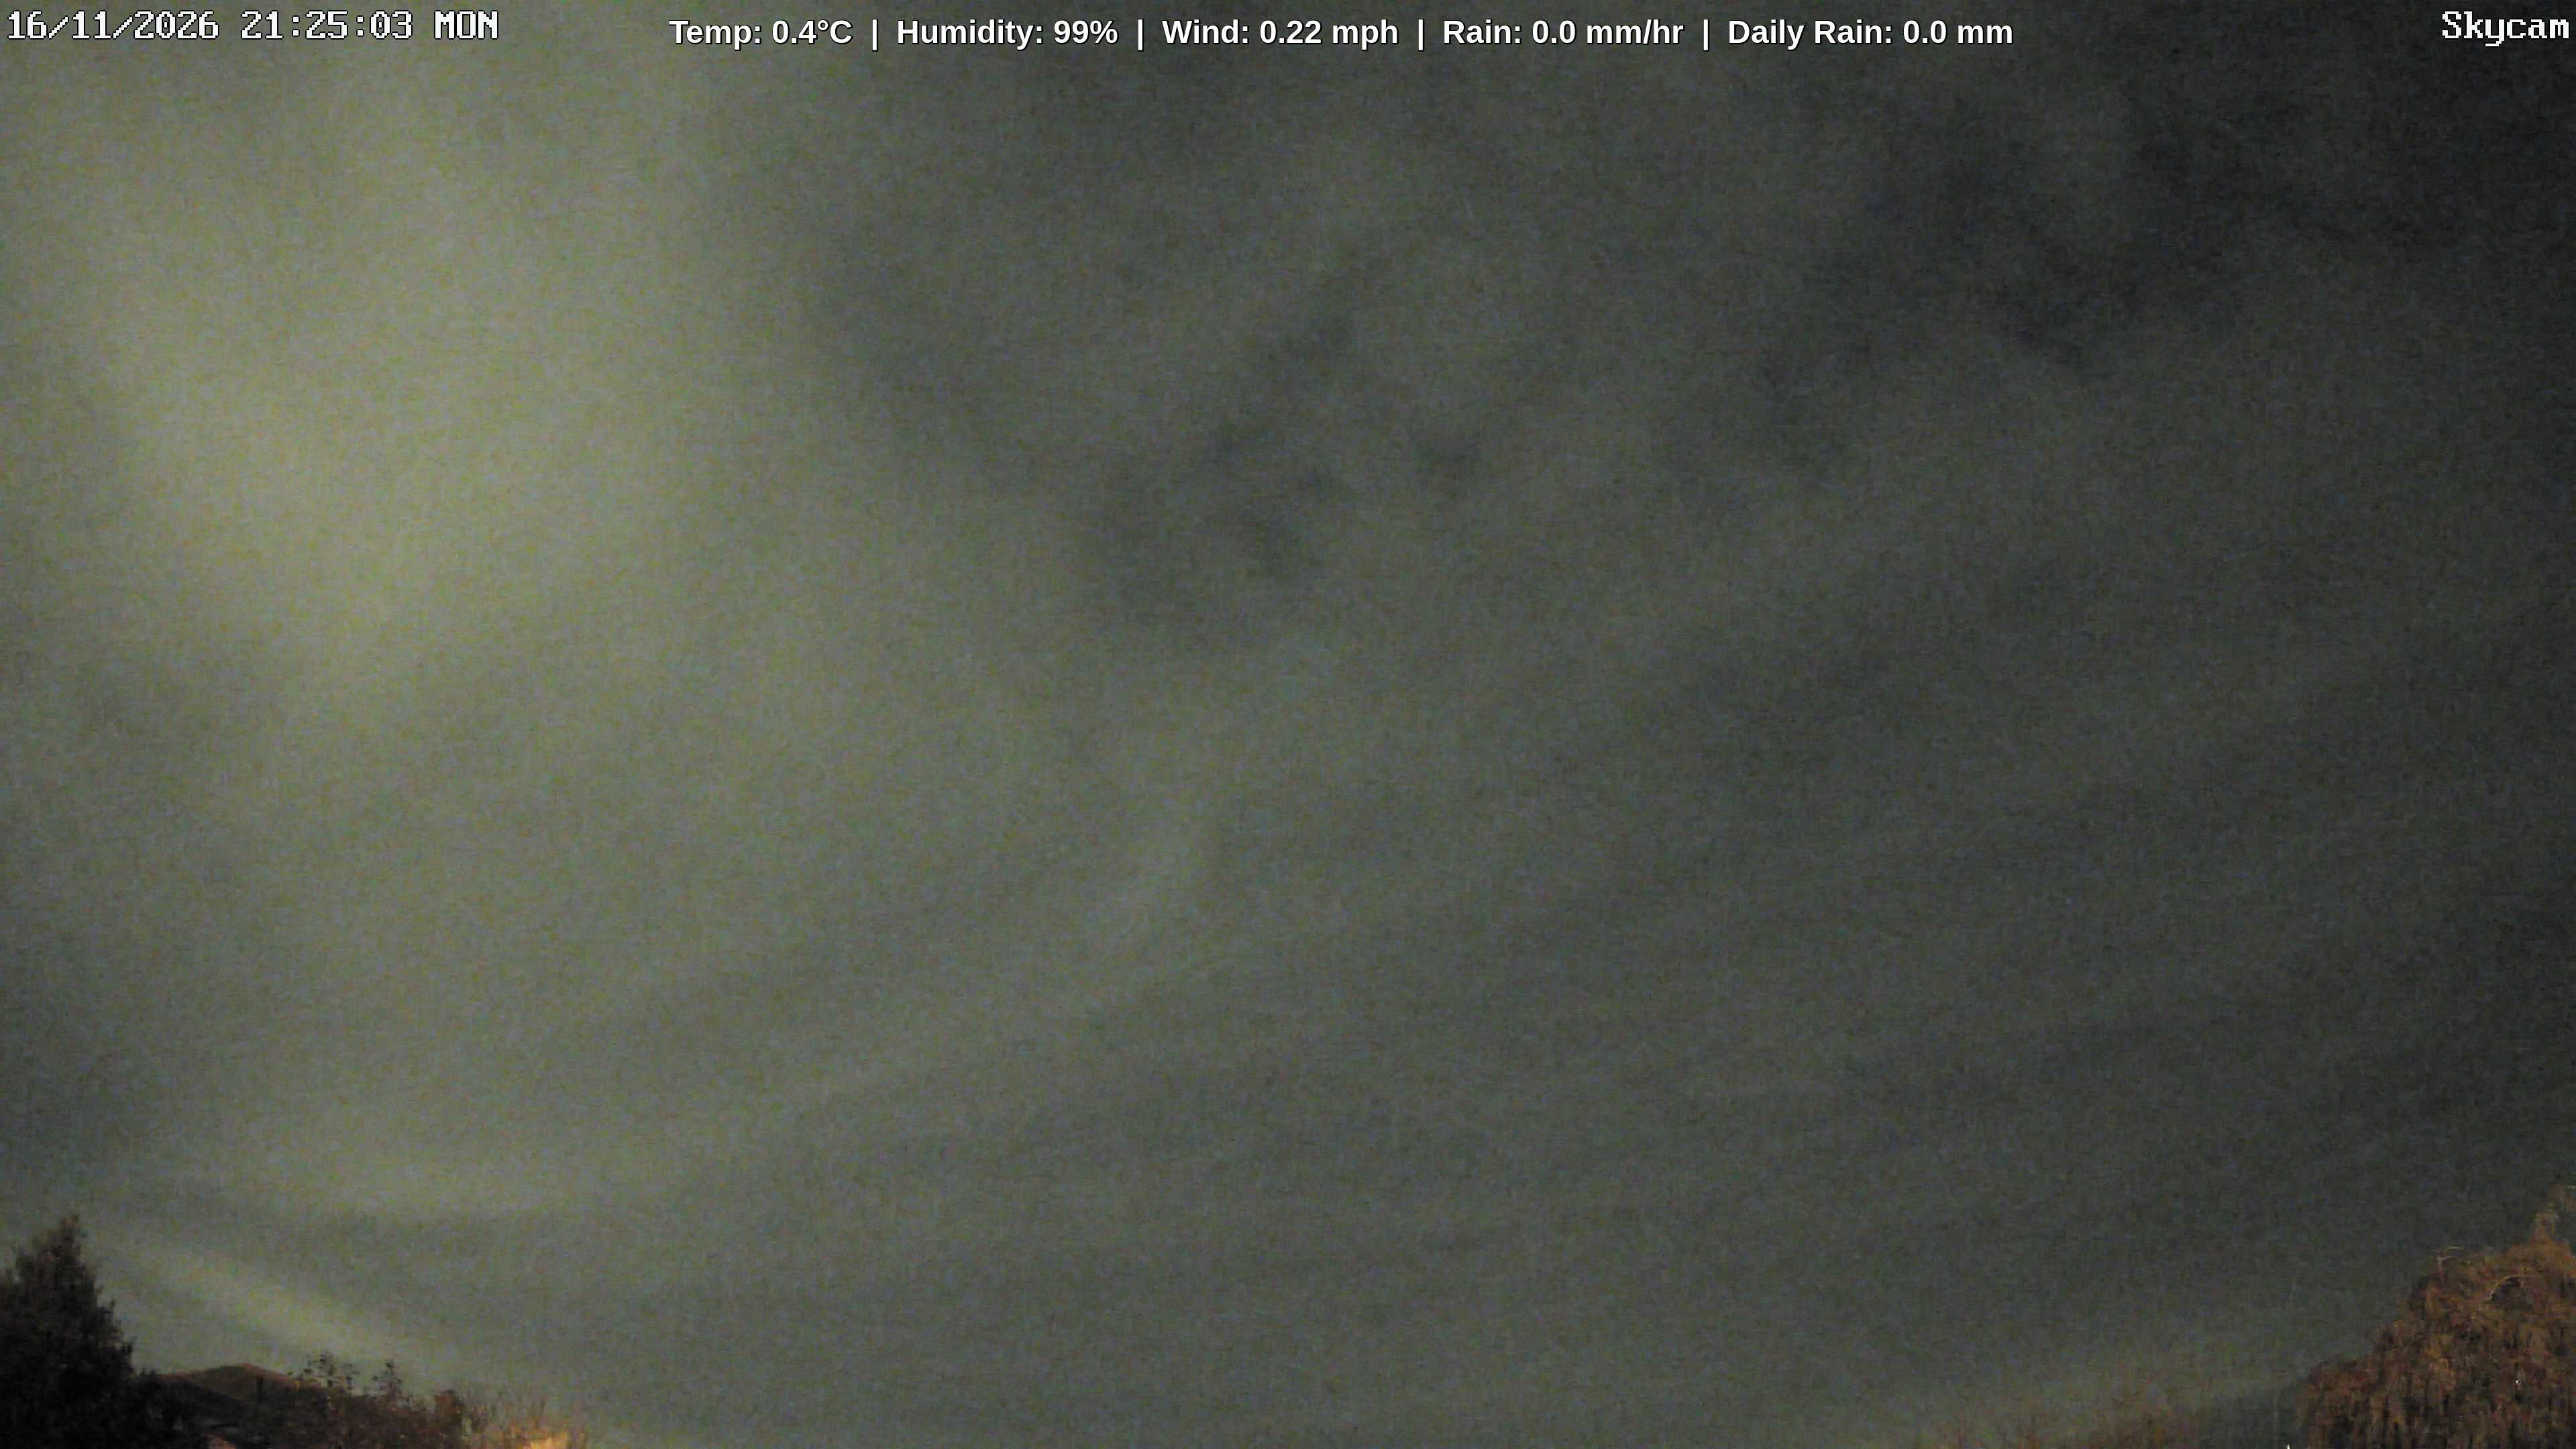 16/11/2026 21:25:03 MON
Temp: 0.4°C | Humidity: 99% | Wind: 0.22 mph | Rain: 0.0 mm/hr | Daily Rain: 0.0 mm
Skycam